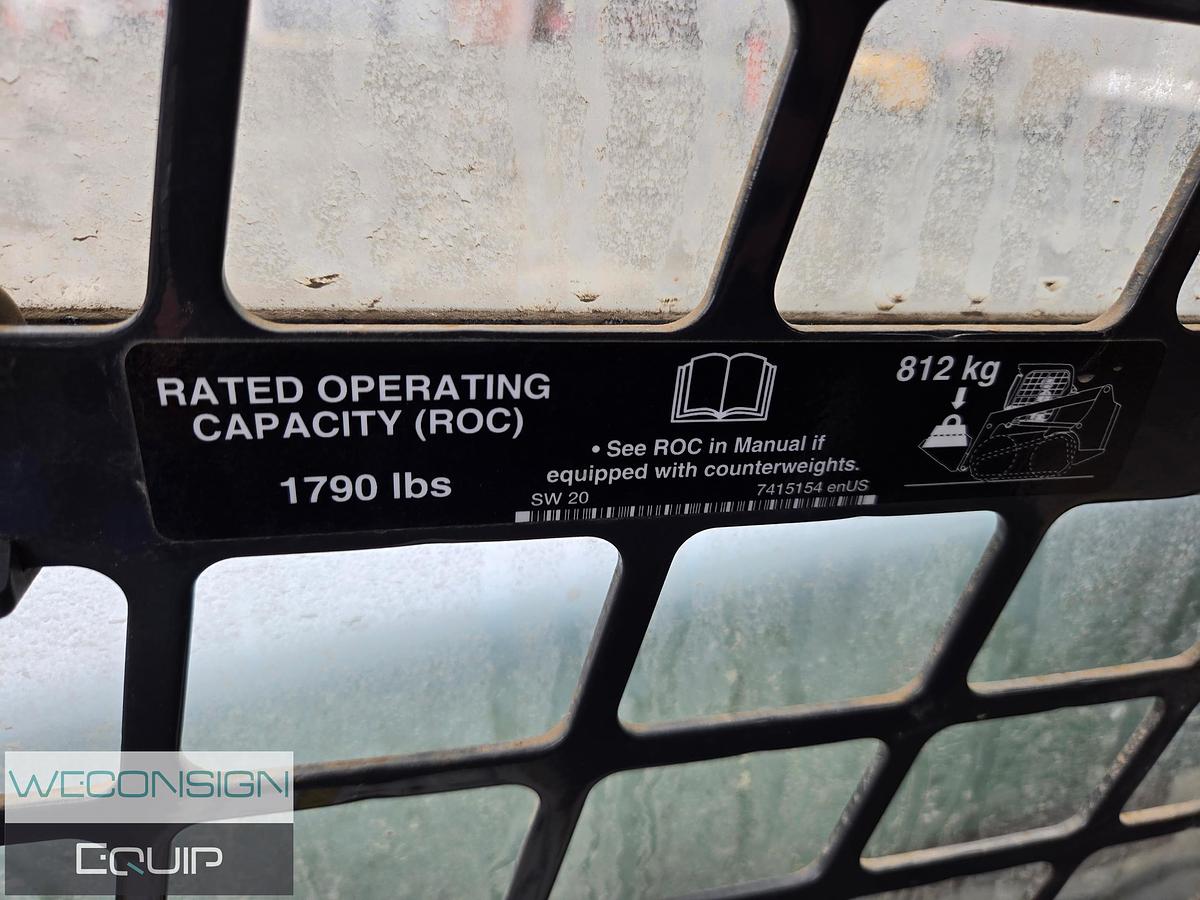 RATED OPERATING
CAPACITY (ROC)
1790 lbs
• See ROC in Manual if
equipped with counterweights.
SW 20
7415154 enUS
812 kg
WECONSIGN
EQUIP